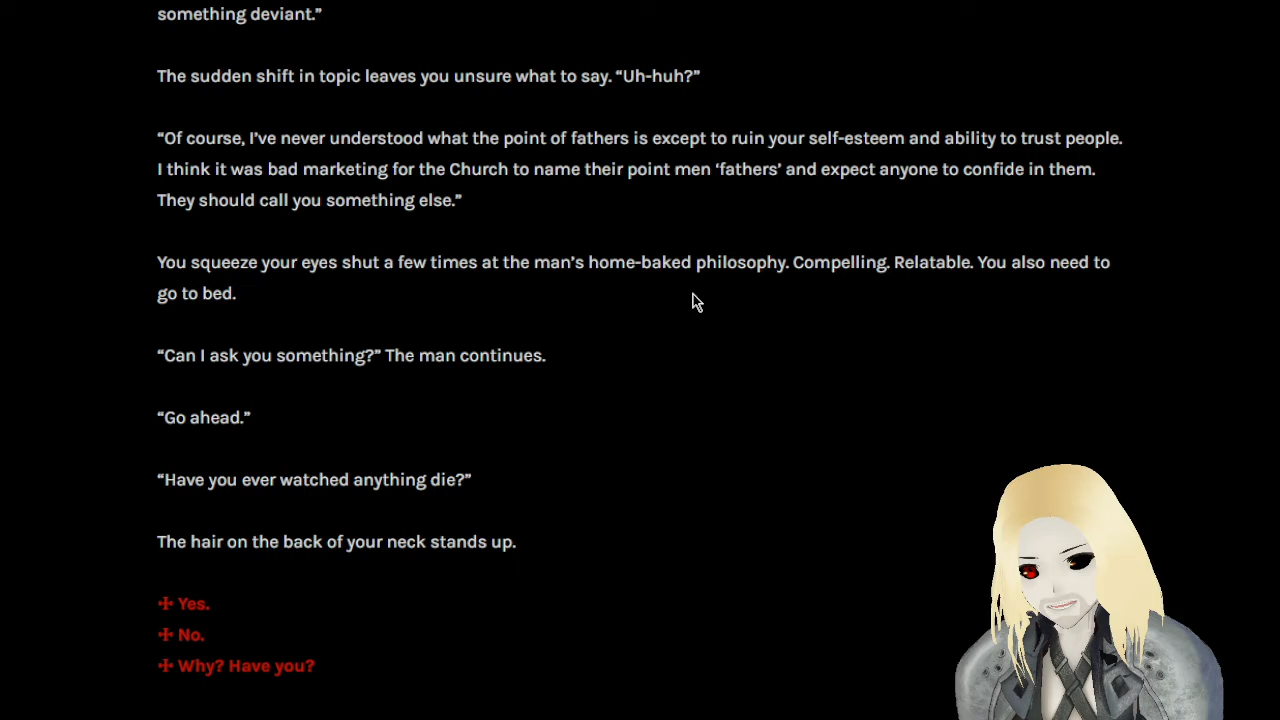 something deviant.”
The sudden shift in topic leaves you unsure what to say. “Uh-huh?”
“Of course, I’ve never understood what the point of fathers is except to ruin your self-esteem and ability to trust people.
I think it was bad marketing for the Church to name their point men ‘fathers’ and expect anyone to confide in them.
They should call you something else.”
You squeeze your eyes shut a few times at the man’s home-baked philosophy. Compelling. Relatable. You also need to
go to bed.
“Can I ask you something?” The man continues.
“Go ahead.”
“Have you ever watched anything die?”
The hair on the back of your neck stands up.
☩ Yes.
☩ No.
☩ Why? Have you?